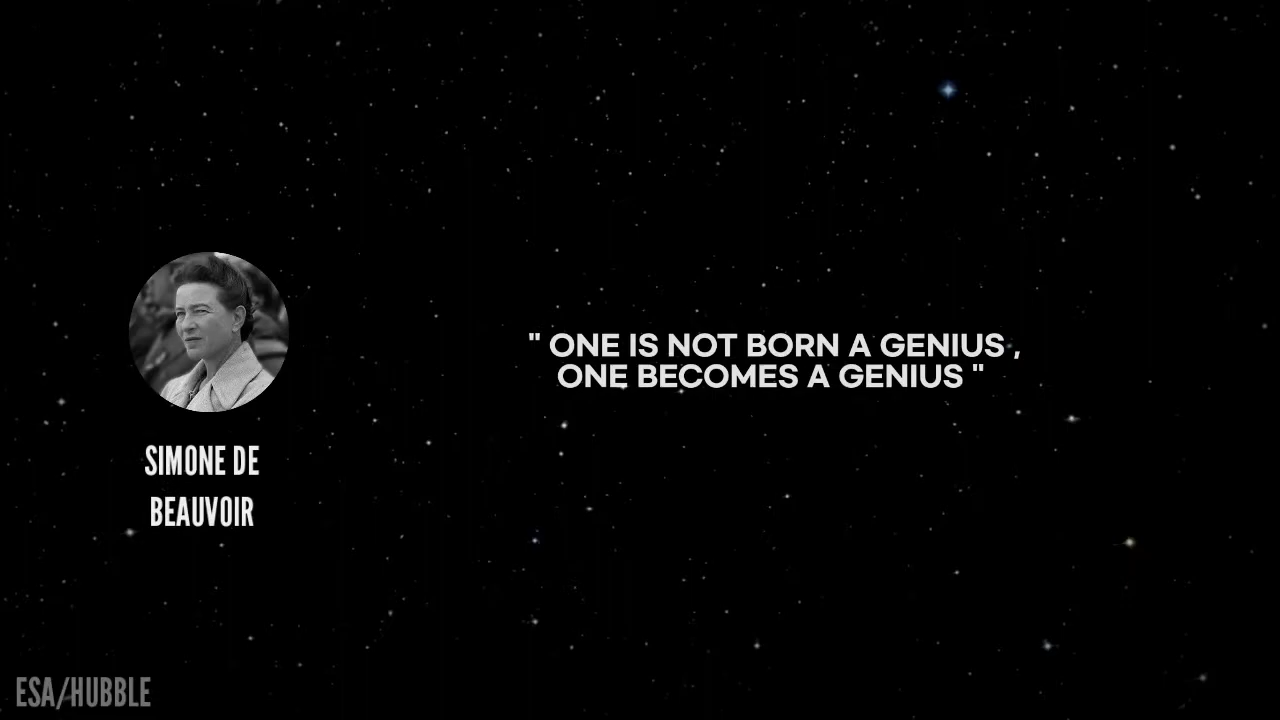 SIMONE DE
BEAUVOIR
" ONE IS NOT BORN A GENIUS ,
ONE BECOMES A GENIUS "
ESA/HUBBLE